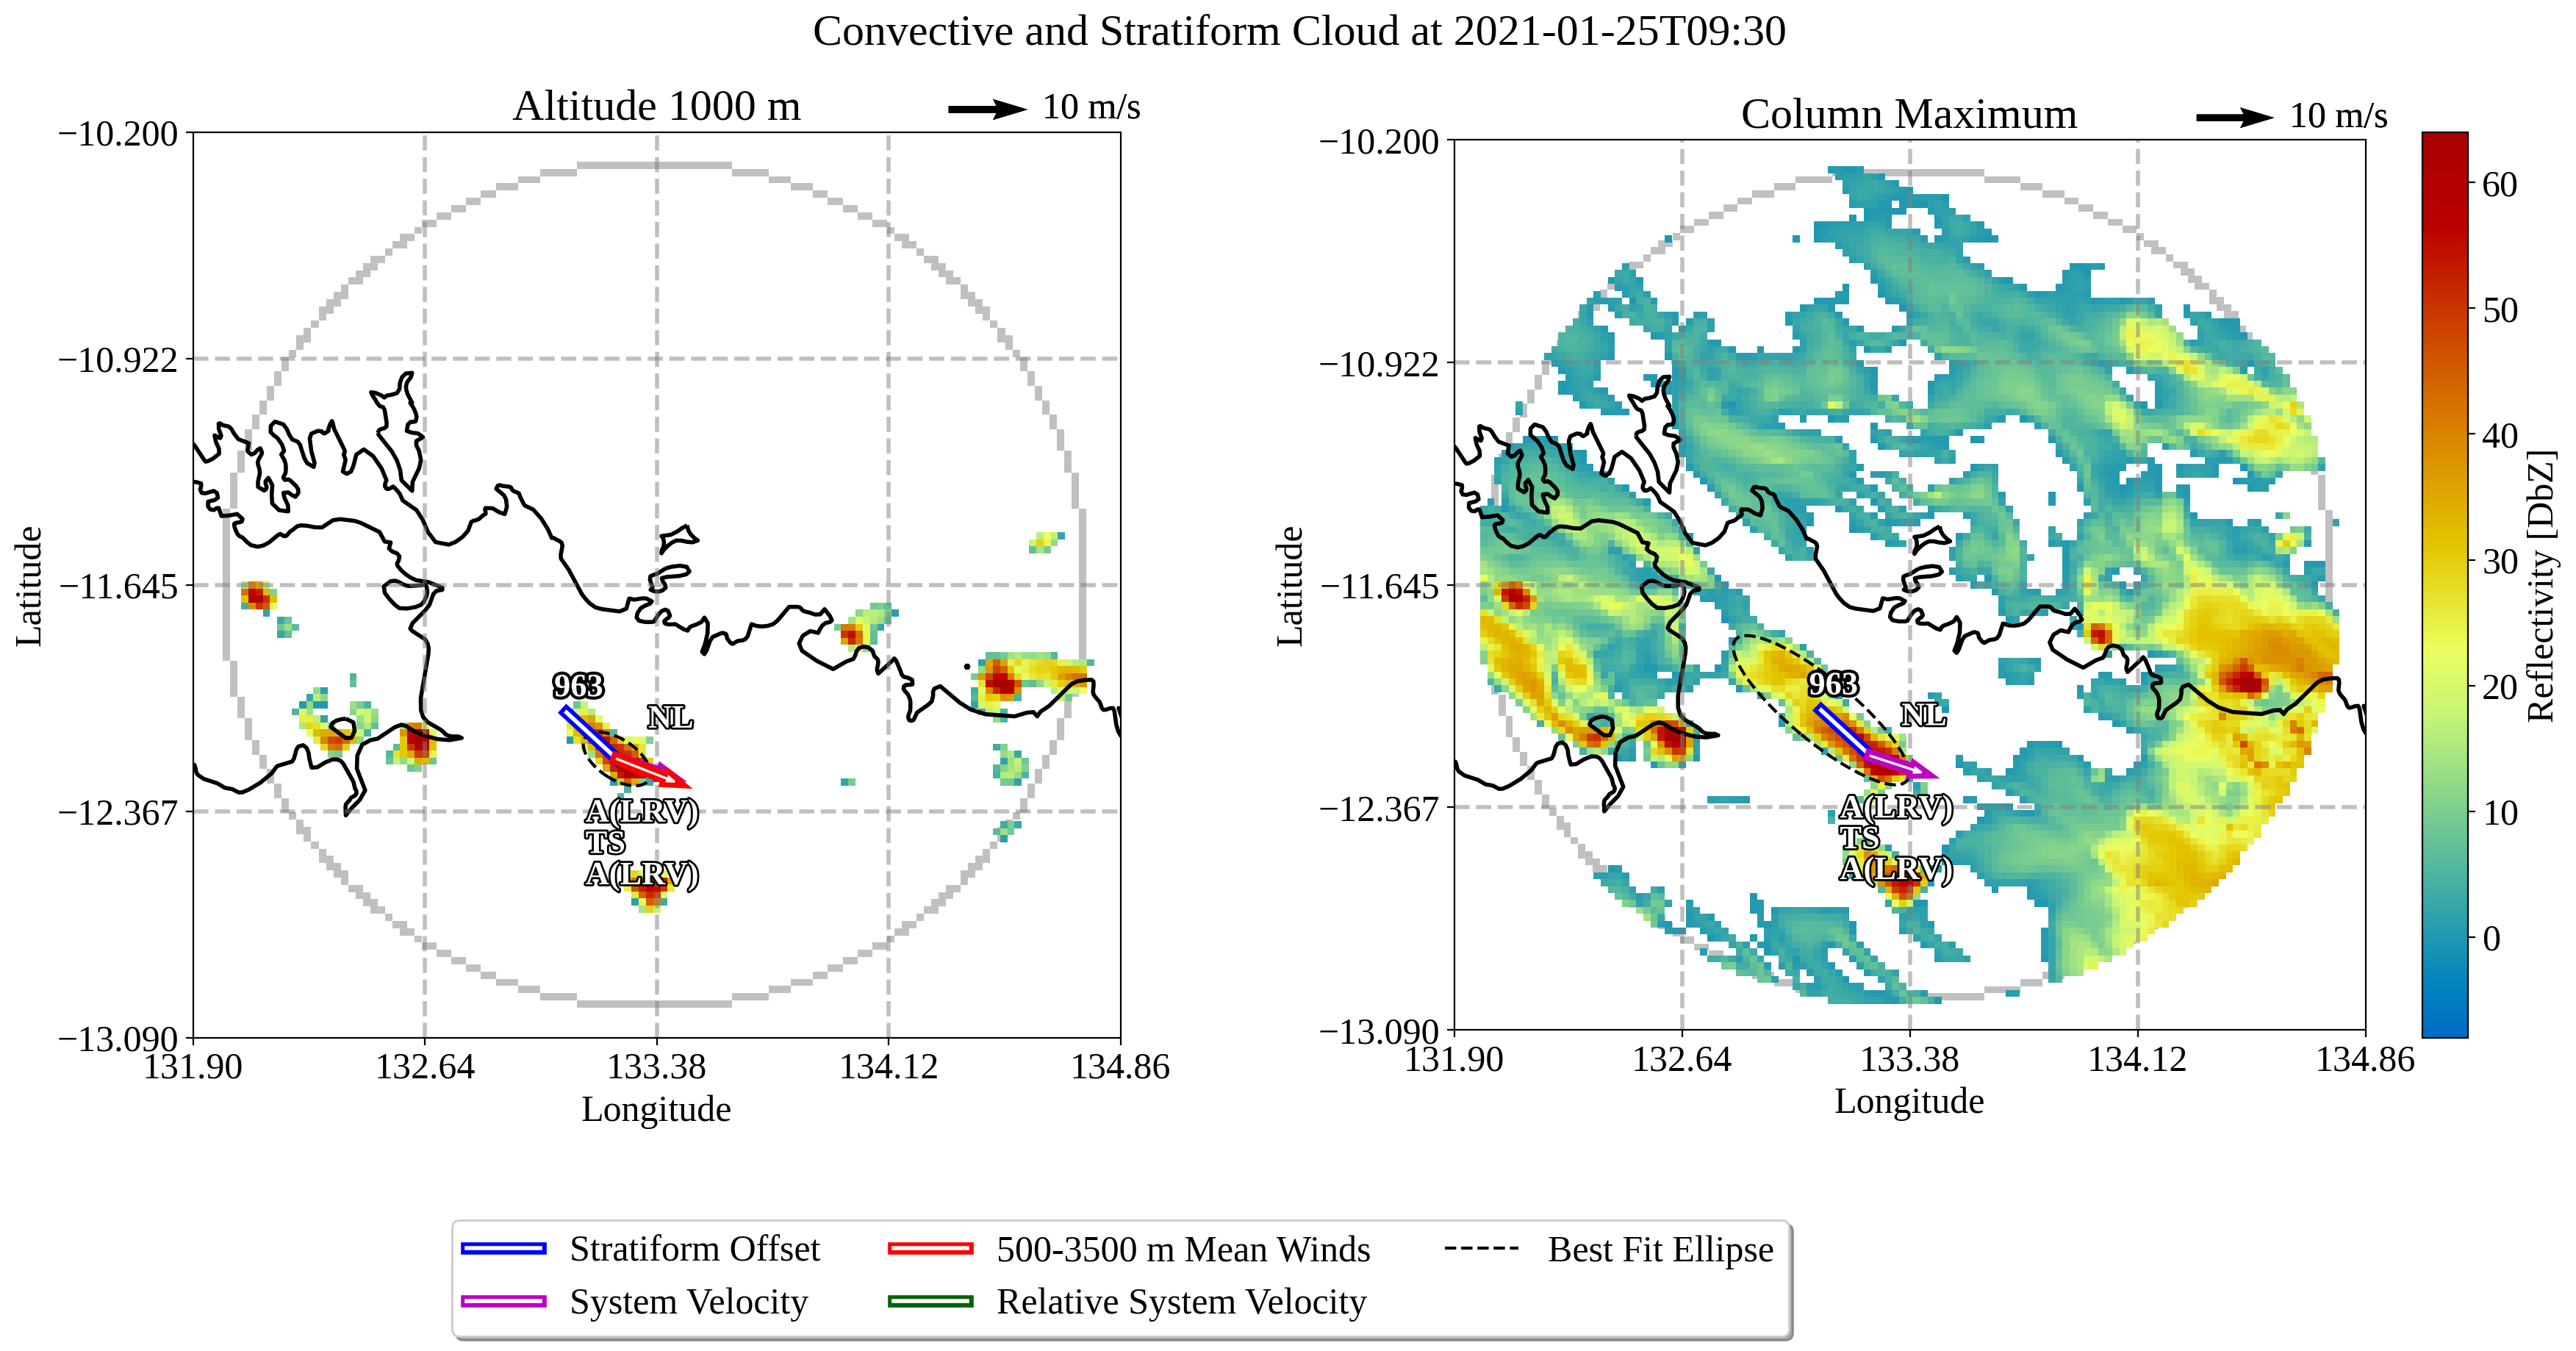 Convective and Stratiform Cloud at 2021-01-25T09:30
Altitude 1000 m
10 m/s
−10.200
−10.922
−11.645
−12.367
−13.090
Latitude
963
NL
A(LRV)
TS
A(LRV)
131.90
132.64
133.38
134.12
134.86
Longitude
Column Maximum
10 m/s
−10.200
−10.922
−11.645
−12.367
−13.090
Latitude
963
NL
A(LRV)
TS
A(LRV)
131.90
132.64
133.38
134.12
134.86
Longitude
60
50
40
30
20
10
0
Reflectivity [DbZ]
Stratiform Offset
500-3500 m Mean Winds
Best Fit Ellipse
System Velocity
Relative System Velocity